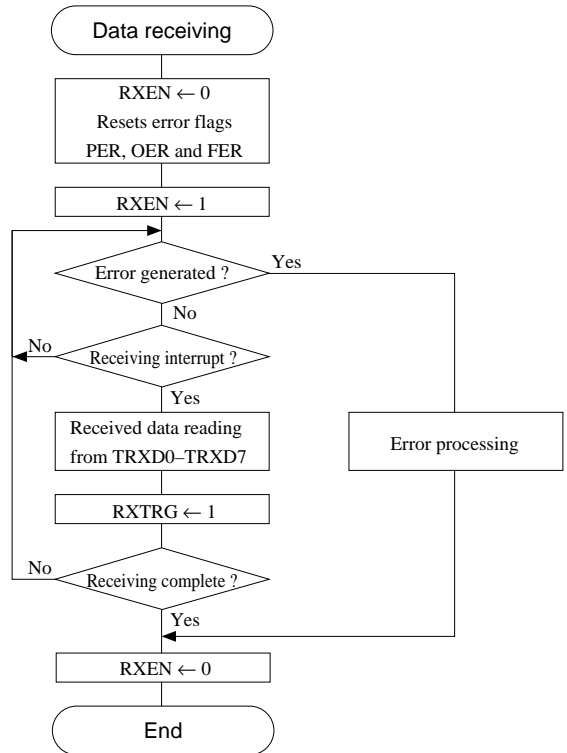 Data receiving
RXEN ← 0
Resets error flags
PER, OER and FER
RXEN ← 1
Error generated ?
Yes
No
Receiving interrupt ?
No
Yes
Received data reading
from TRXD0–TRXD7
Error processing
RXTRG ← 1
Receiving complete ?
No
Yes
RXEN ← 0
End